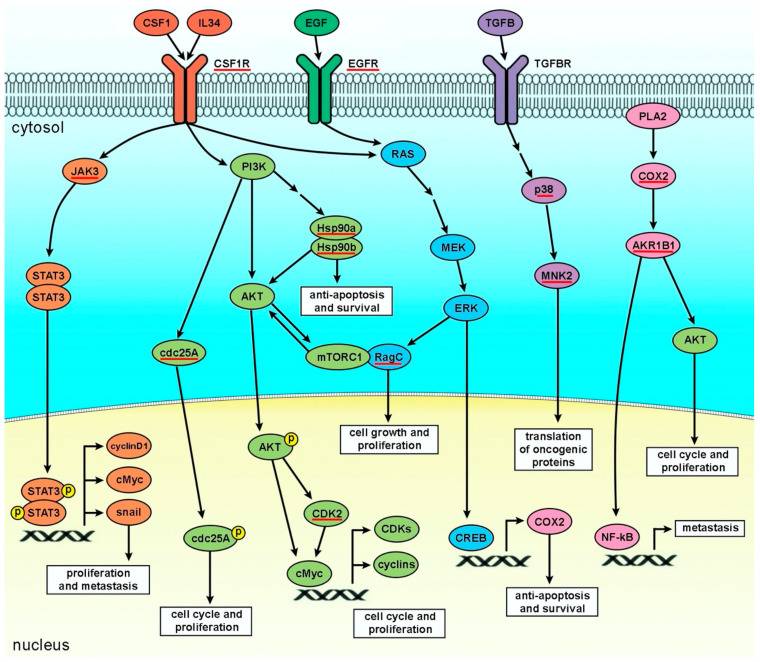 CSF1
IL34
EGF
TGFB
CSF1R
EGFR
TGFBR
cytosol
PLA2
RAS
JAK3
PI3K
COX2
p38
Hsp90a
Hsp90b
MEK
AKR1B1
STAT3
STAT3
MNK2
AKT
anti-apoptosis
and survival
ERK
AKT
cdc25A
mTORC1
RagC
cell growth and
proliferation
translation
of oncogenic
proteins
cell cycle and
proliferation
cyclinD1
AKT
p
cMyc
STAT3
p
p
STAT3
snail
CDK2
CDKs
COX2
metastasis
cdc25A
p
CREB
NF-kB
cMyc
cyclins
proliferation
and metastasis
anti-apoptosis
and survival
cell cycle and
proliferation
cell cycle and
proliferation
nucleus